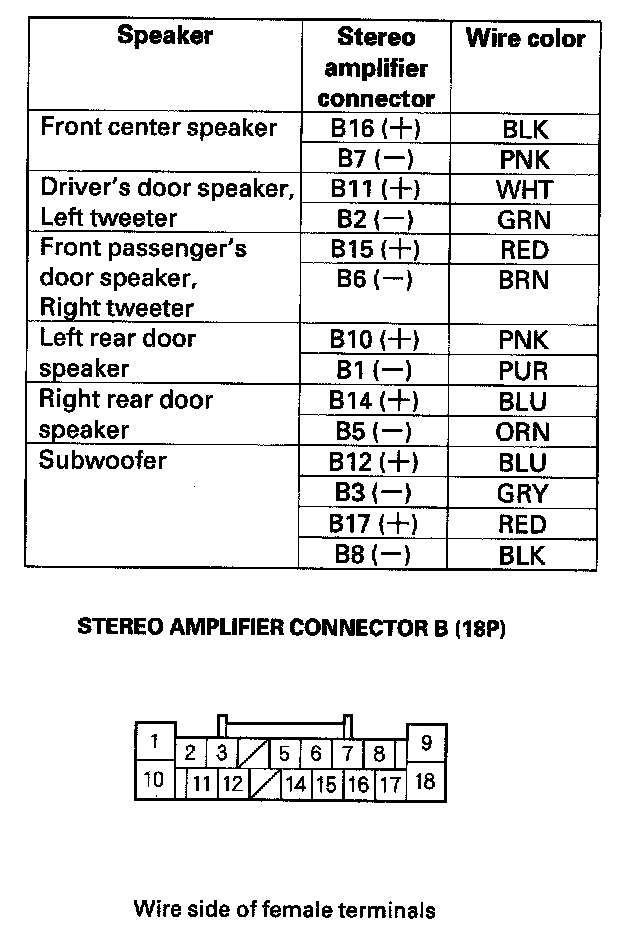 Speaker Stereo amplifier connector Wire color
Front center speaker B16 (+) BLK
B7 (−) PNK
Driver's door speaker, B11 (+) WHT
Left tweeter B2 (−) GRN
Front passenger's B15 (+) RED
door speaker, B6 (−) BRN
Right tweeter
Left rear door B10 (+) PNK
speaker B1 (−) PUR
Right rear door B14 (+) BLU
speaker B5 (−) ORN
Subwoofer B12 (+) BLU
B3 (−) GRY
B17 (+) RED
B8 (−) BLK
STEREO AMPLIFIER CONNECTOR B (18P)
1 2 3 5 6 7 8 9
10 11 12 14 15 16 17 18
Wire side of female terminals